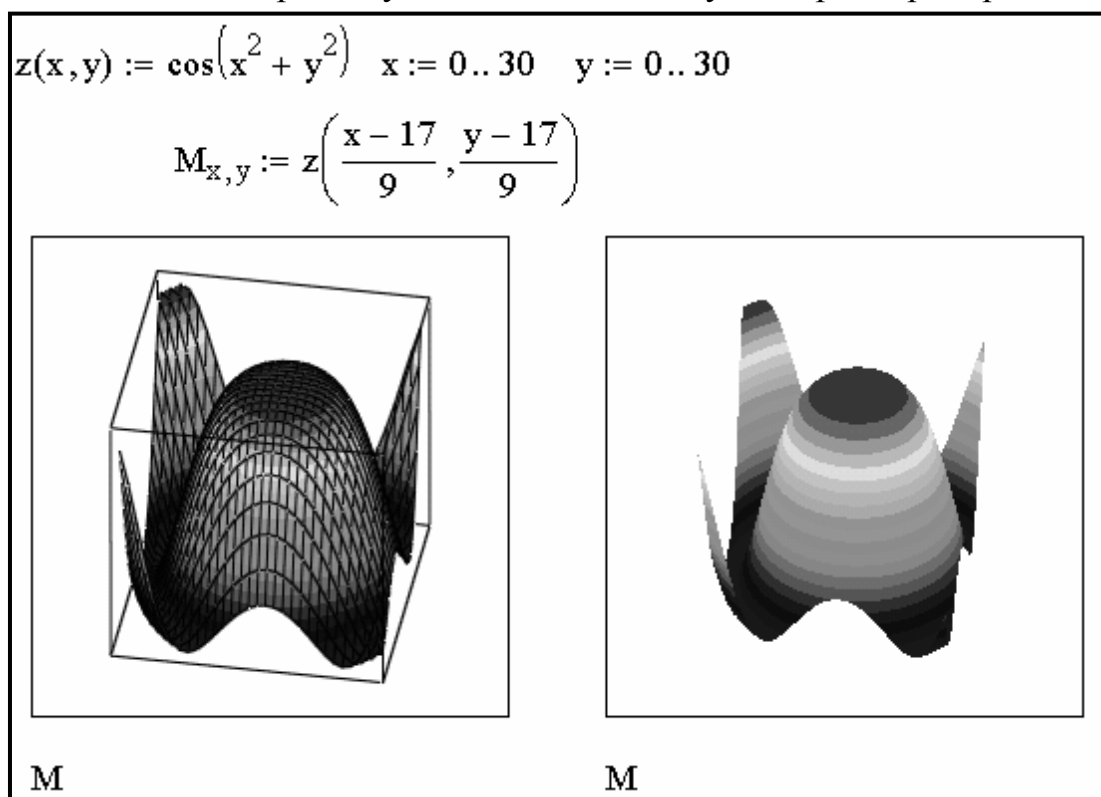 z(x,y) := cos(x² + y²) x := 0.. 30 y := 0.. 30
M_{x,y} := z((x − 17)/9, (y − 17)/9)
M M